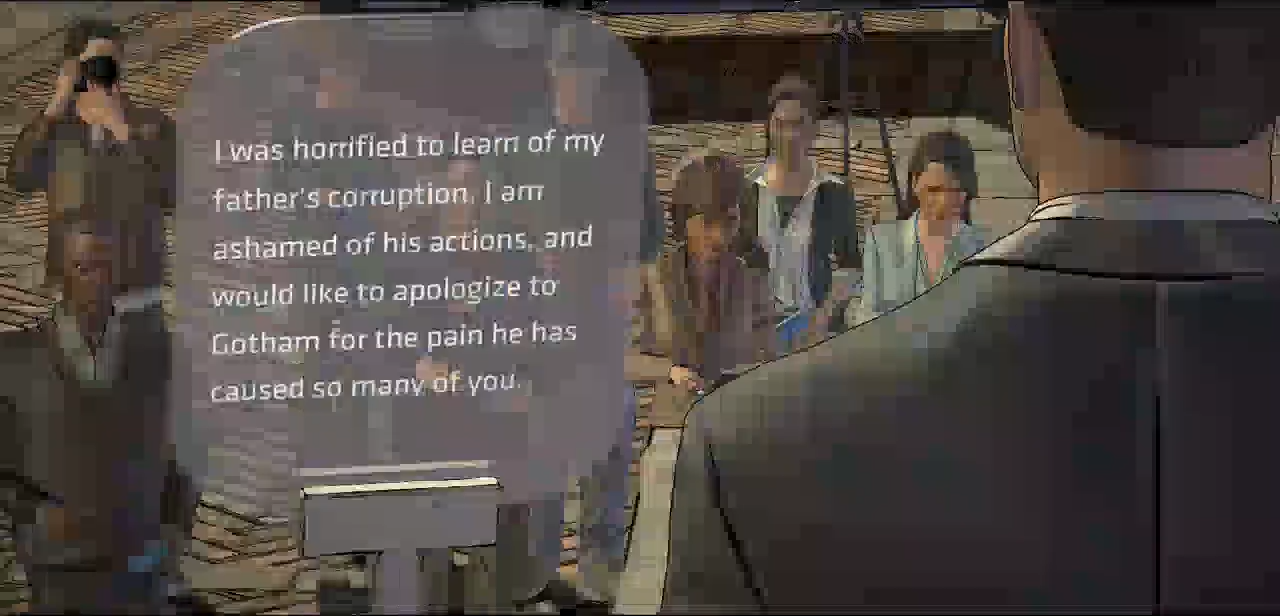 I was horrified to learn of my
father's corruption. I am
ashamed of his actions, and
would like to apologize to
Gotham for the pain he has
caused so many of you.